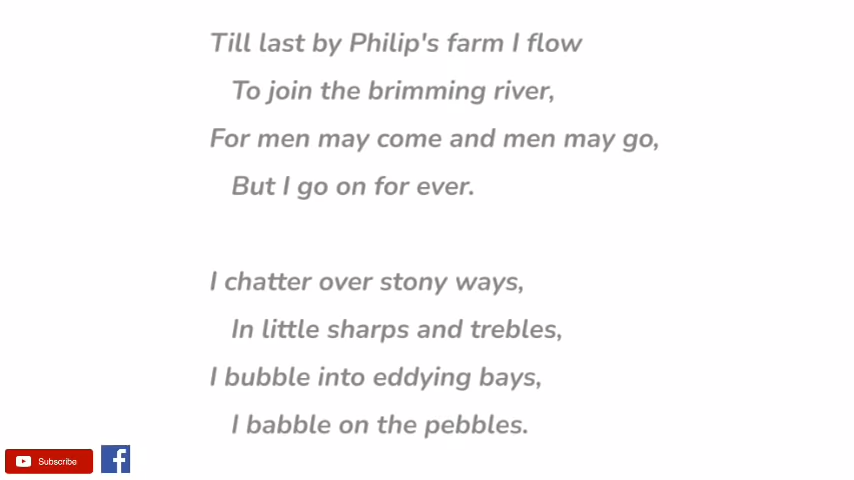 Till last by Philip's farm I flow
To join the brimming river,
For men may come and men may go,
But I go on for ever.
I chatter over stony ways,
In little sharps and trebles,
I bubble into eddying bays,
I babble on the pebbles.
Subscribe